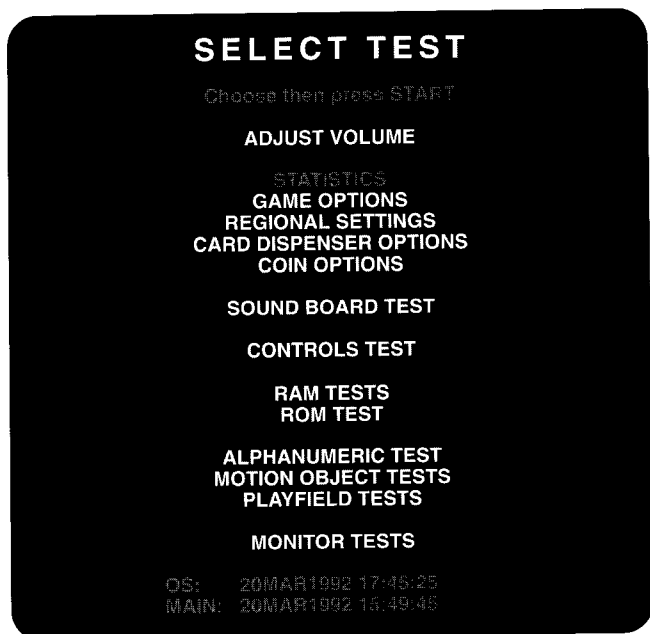 SELECT TEST
Choose then press START
ADJUST VOLUME
STATISTICS
GAME OPTIONS
REGIONAL SETTINGS
CARD DISPENSER OPTIONS
COIN OPTIONS
SOUND BOARD TEST
CONTROLS TEST
RAM TESTS
ROM TEST
ALPHANUMERIC TEST
MOTION OBJECT TESTS
PLAYFIELD TESTS
MONITOR TESTS
OS: 20MAR1992 17:45:25
MAIN: 20MAR1992 15:49:45